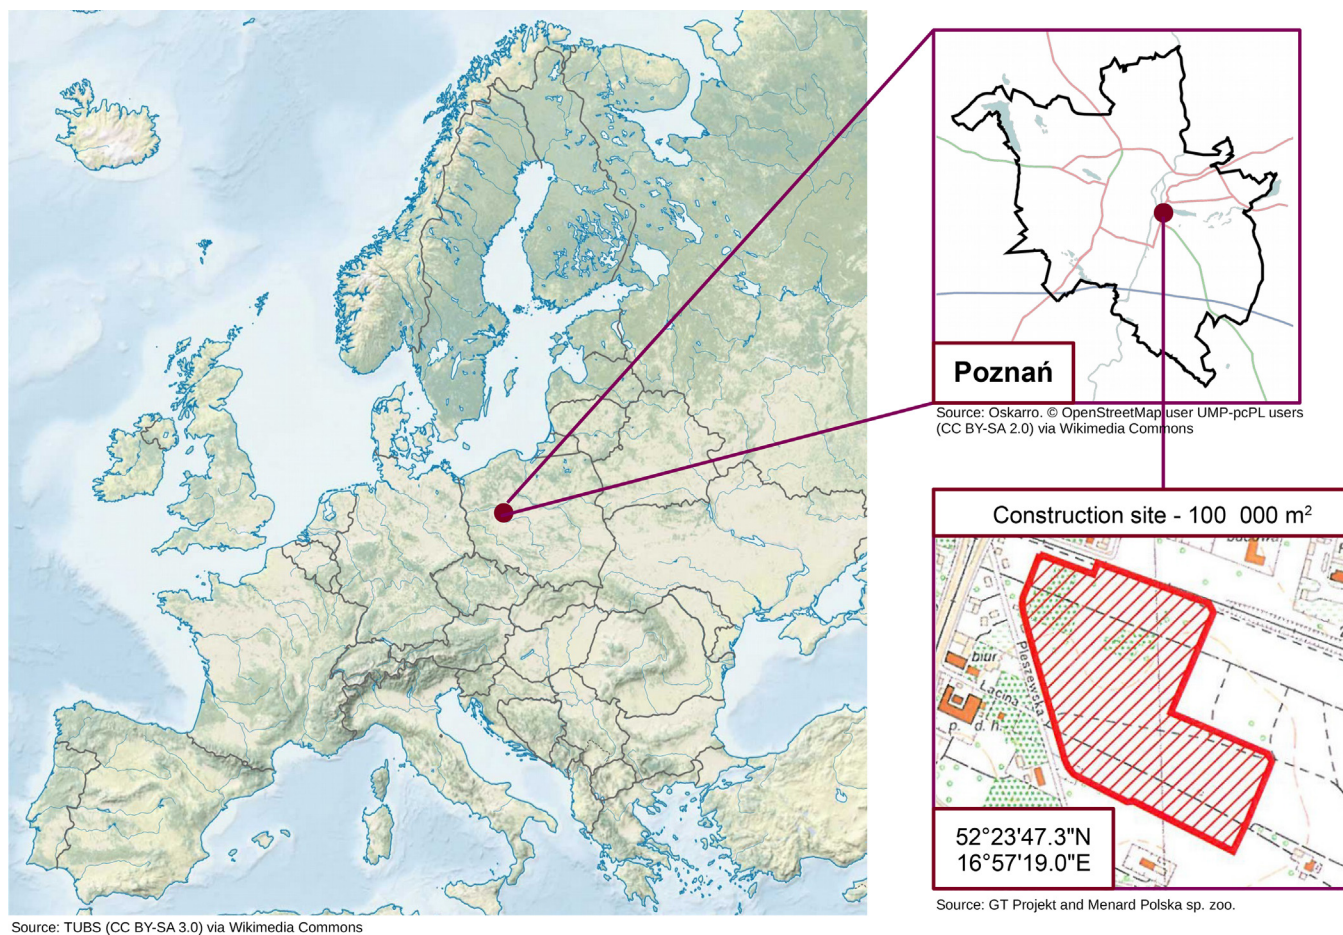 Poznań
Source: Oskarro. © OpenStreetMap user UMP-pcPL users
(CC BY-SA 2.0) via Wikimedia Commons
Construction site - 100 000 m²
biur
Pleszewska
Łacina
p. d. h.
52°23'47.3"N
16°57'19.0"E
Source: GT Projekt and Menard Polska sp. zoo.
Source: TUBS (CC BY-SA 3.0) via Wikimedia Commons